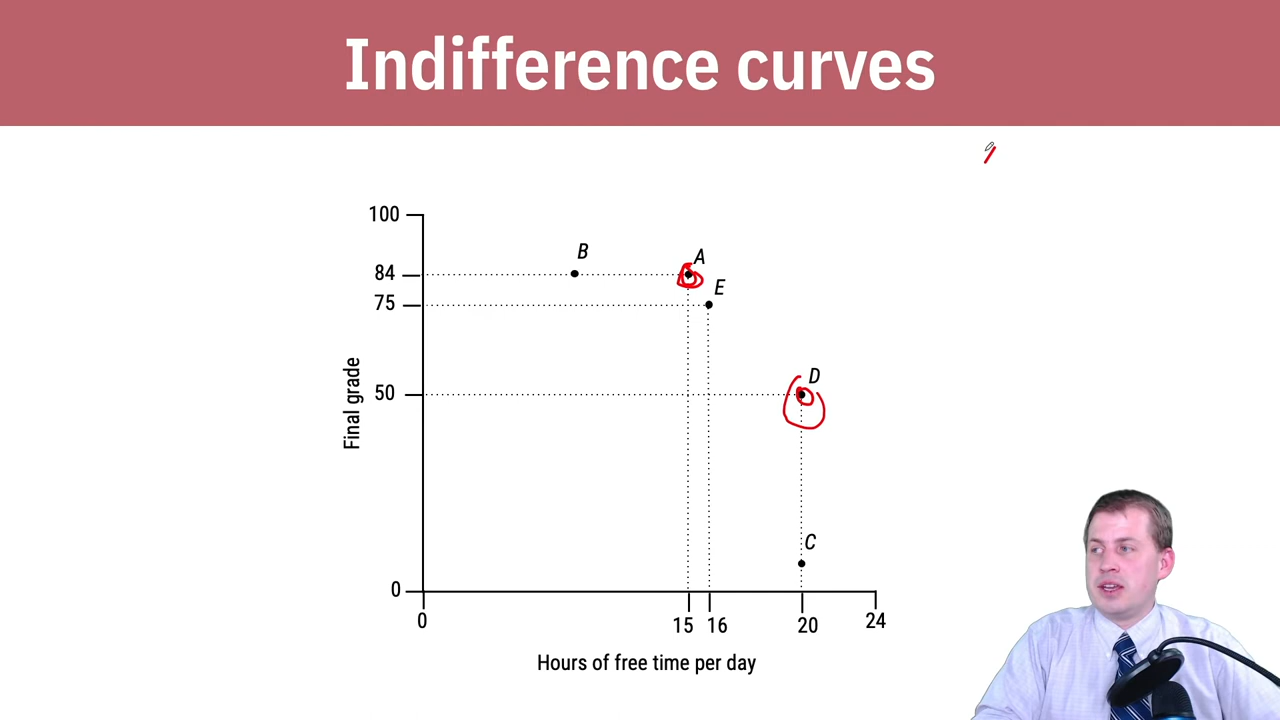 Indifference curves
100
B
A
84
E
75
D
50
Final grade
C
0
0
15
16
20
24
Hours of free time per day